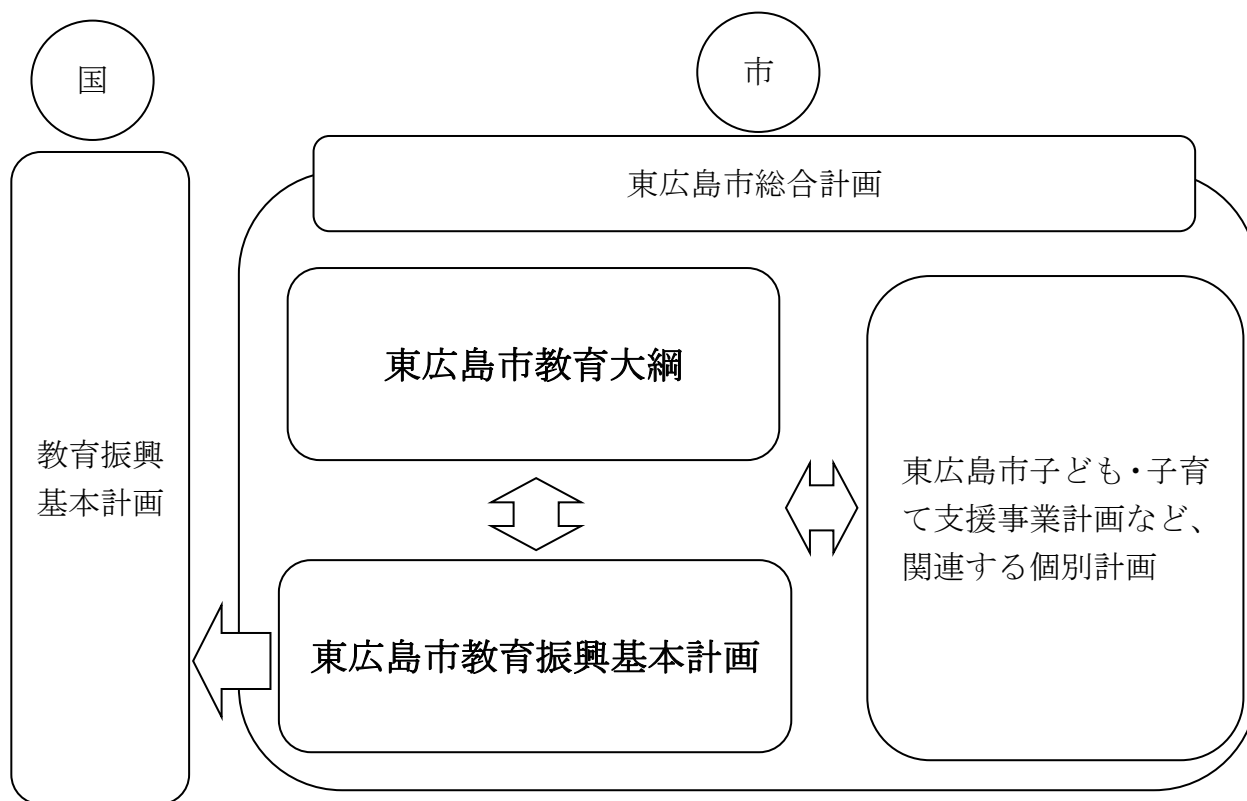 国
市
東広島市総合計画
東広島市教育大綱
教育振興
基本計画
東広島市子ども・子育
て支援事業計画など、
関連する個別計画
東広島市教育振興基本計画